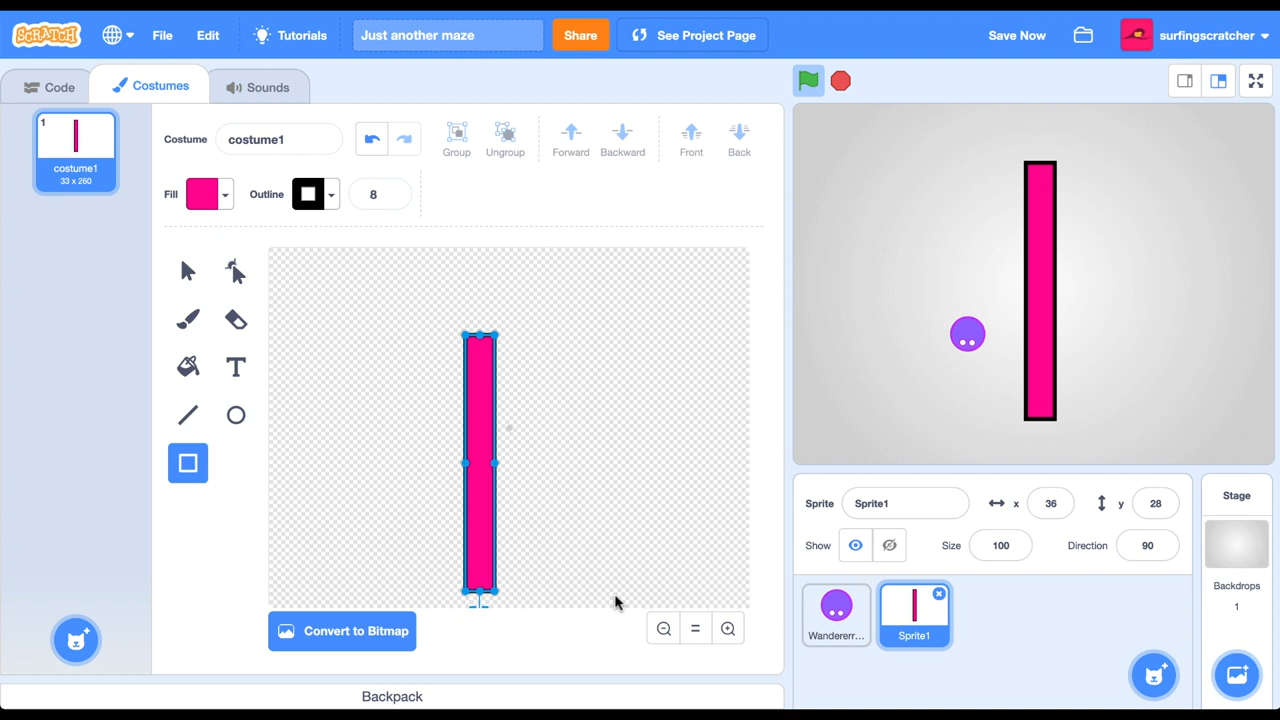 SCRATCH File Edit Tutorials Just another maze Share See Project Page Save Now surfingscratcher
Code Costumes Sounds
1
costume1
33 x 260
Costume costume1 Group Ungroup Forward Backward Front Back
Fill Outline 8
Convert to Bitmap
Backpack
Sprite Sprite1 x 36 y 28
Show Size 100 Direction 90
Wandererr... Sprite1
Stage
Backdrops
1